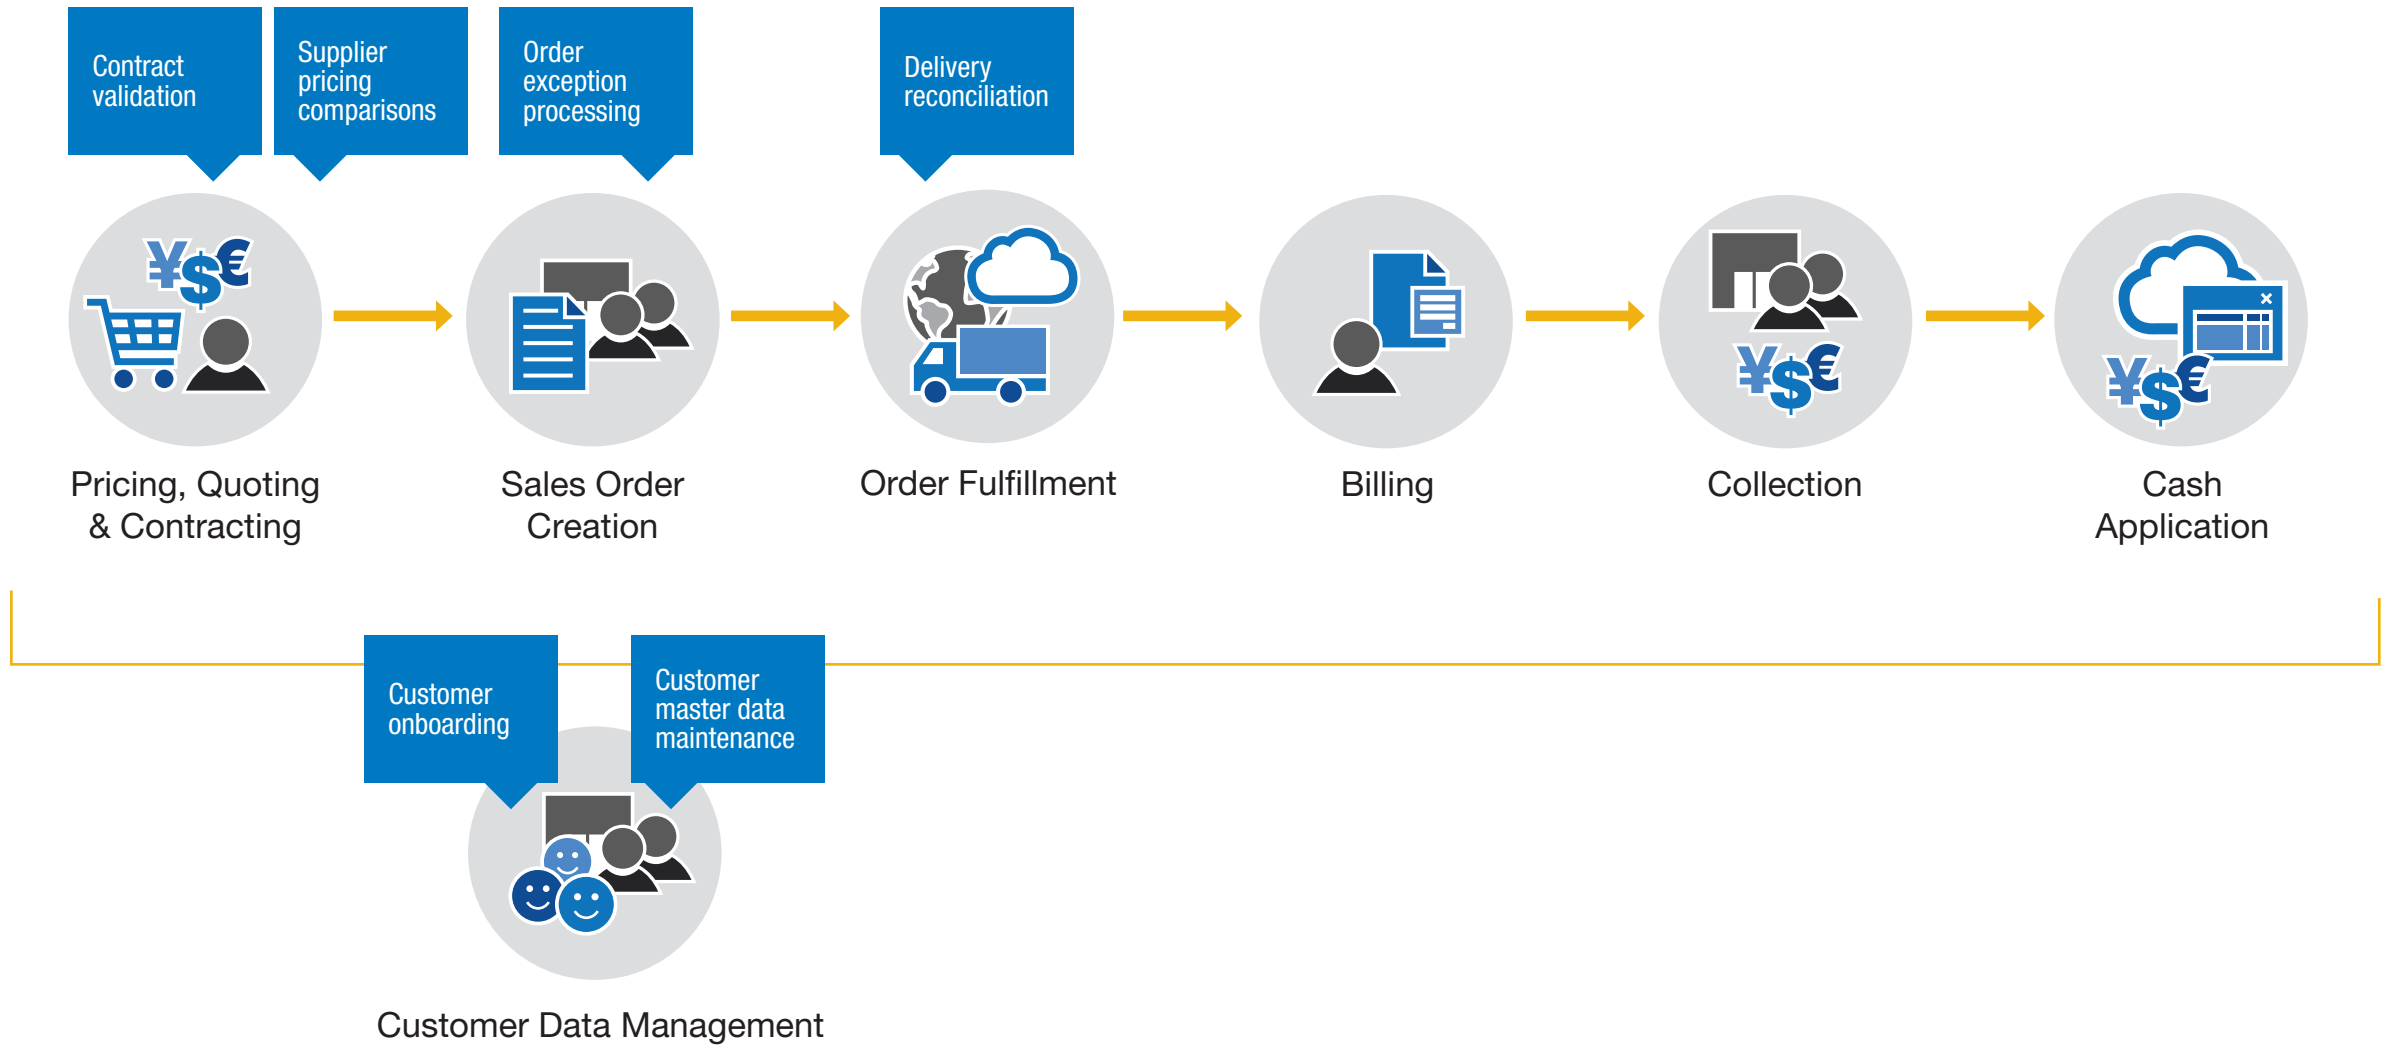 Contract
validation
Supplier
pricing
comparisons
Order
exception
processing
Delivery
reconciliation
¥$€
¥$€
¥$€
Pricing, Quoting
& Contracting
Sales Order
Creation
Order Fulfillment
Billing
Collection
Cash
Application
Customer
onboarding
Customer
master data
maintenance
Customer Data Management